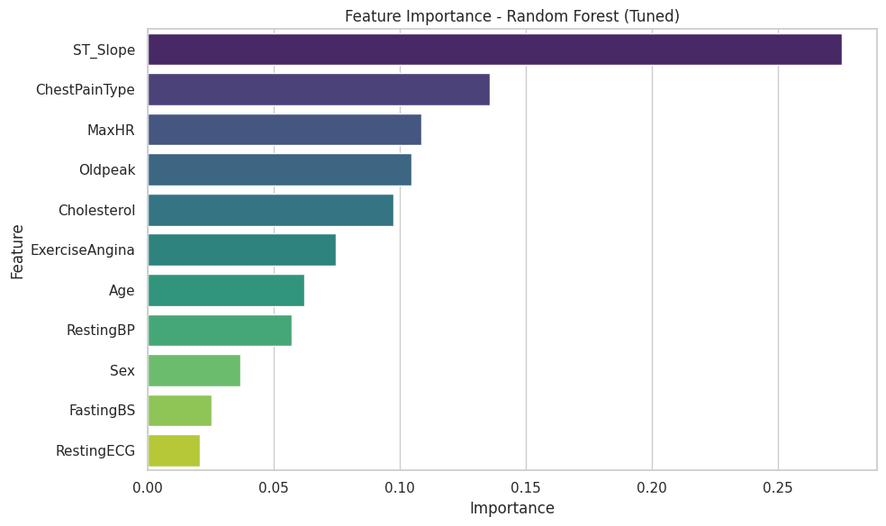 Feature Importance - Random Forest (Tuned)
ST_Slope
ChestPainType
MaxHR
Oldpeak
Cholesterol
ExerciseAngina
Age
RestingBP
Sex
FastingBS
RestingECG
Feature
0.00 0.05 0.10 0.15 0.20 0.25
Importance